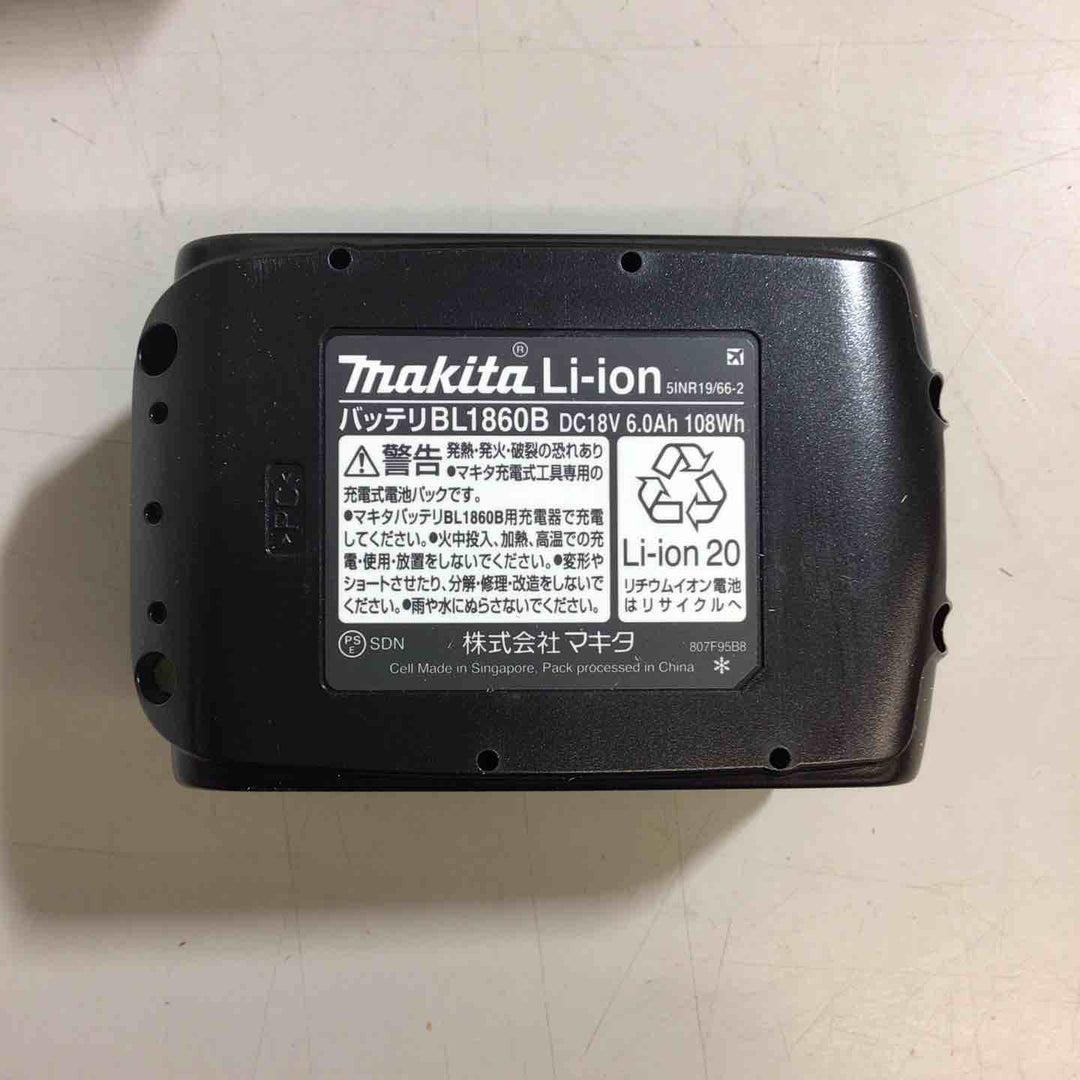 makita® Li-ion 5INR19/66-2
バッテリBL1860B DC18V 6.0Ah 108Wh
警告 発熱・発火・破裂の恐れあり
●マキタ充電式工具専用の
充電式電池パックです。
●マキタバッテリBL1860B用充電器で充電
してください。●火中投入、加熱、高温での充
電・使用・放置をしないでください。●変形や
ショートさせたり、分解・修理・改造をしないで
ください。●雨や水にぬらさないでください。
Li-ion 20
リチウムイオン電池
はリサイクルへ
PSE SDN 株式会社マキタ 807F95B8
Cell Made in Singapore, Pack processed in China
>PC<